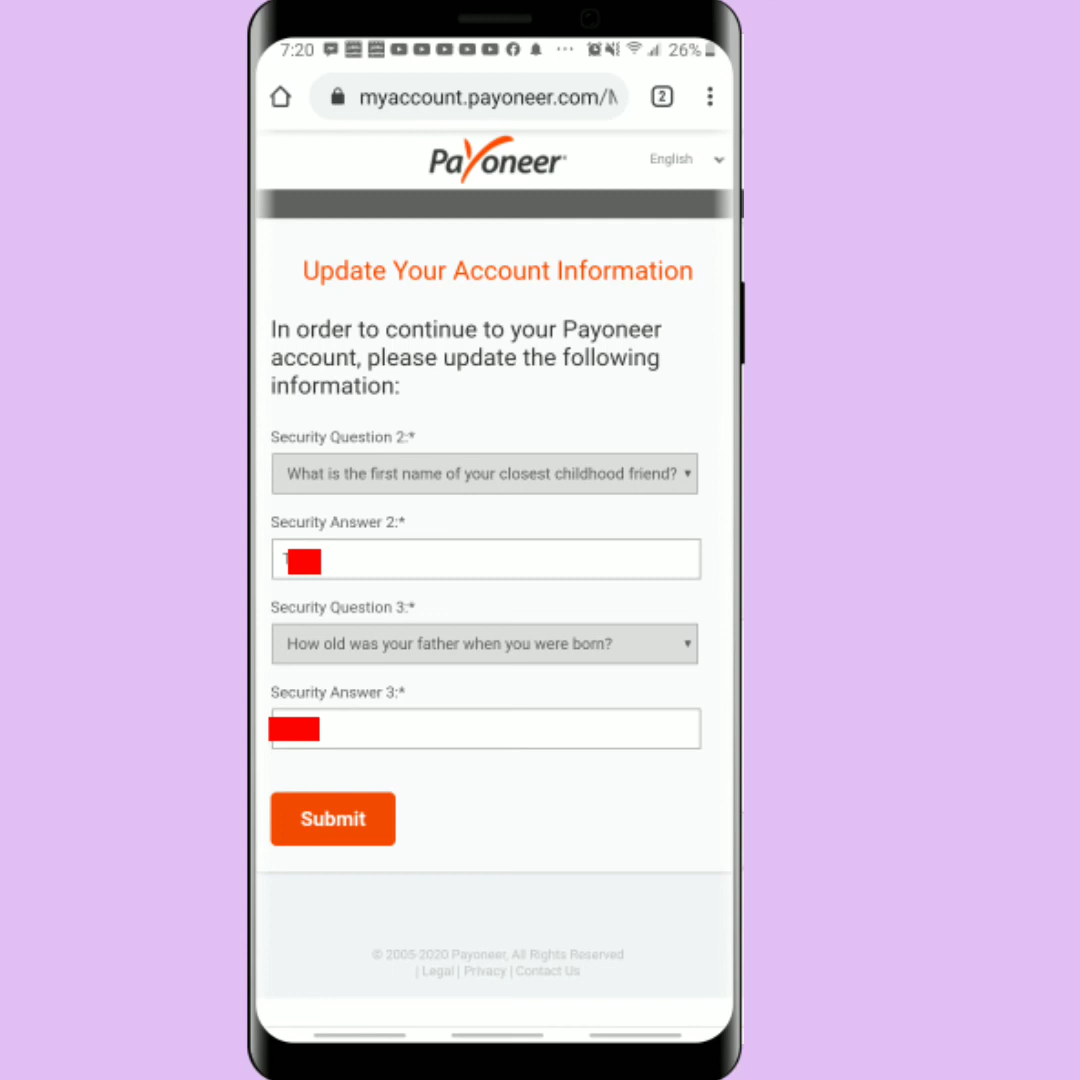 7:20 ... 26%
myaccount.payoneer.com/M 2
Payoneer
English
Update Your Account Information
In order to continue to your Payoneer
account, please update the following
information:
Security Question 2:*
What is the first name of your closest childhood friend?
Security Answer 2:*
Security Question 3:*
How old was your father when you were born?
Security Answer 3:*
Submit
© 2005-2020 Payoneer, All Rights Reserved
| Legal | Privacy | Contact Us